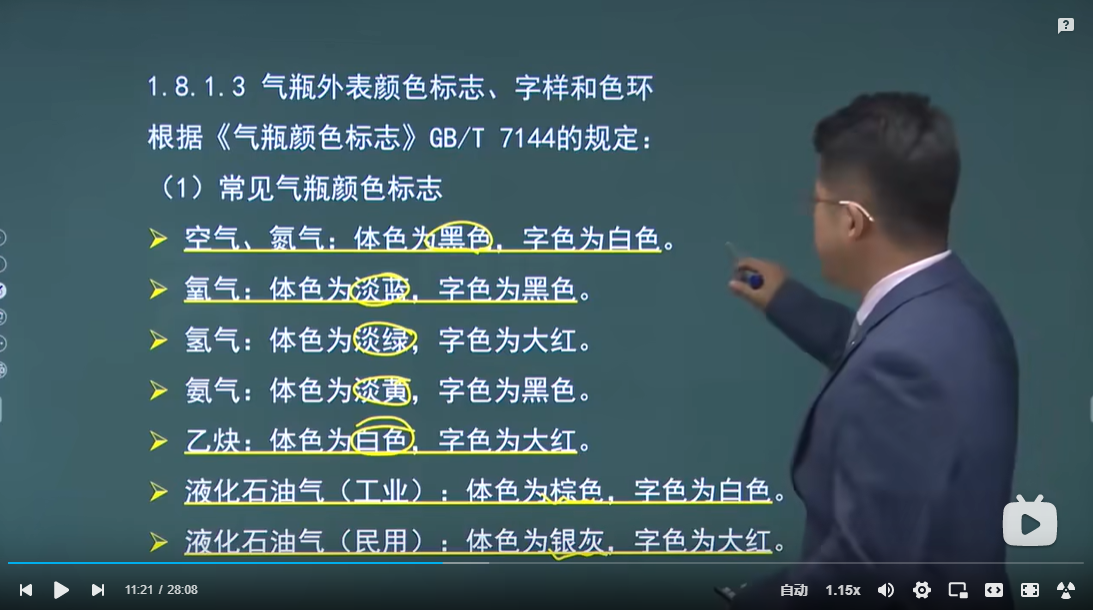 1.8.1.3 气瓶外表颜色标志、字样和色环
根据《气瓶颜色标志》GB/T 7144的规定：
（1）常见气瓶颜色标志
空气、氮气：体色为黑色，字色为白色。
氧气：体色为淡蓝，字色为黑色。
氢气：体色为淡绿，字色为大红。
氨气：体色为淡黄，字色为黑色。
乙炔：体色为白色，字色为大红。
液化石油气（工业）：体色为棕色，字色为白色。
液化石油气（民用）：体色为银灰，字色为大红。
11:21 / 28:08 自动 1.15x